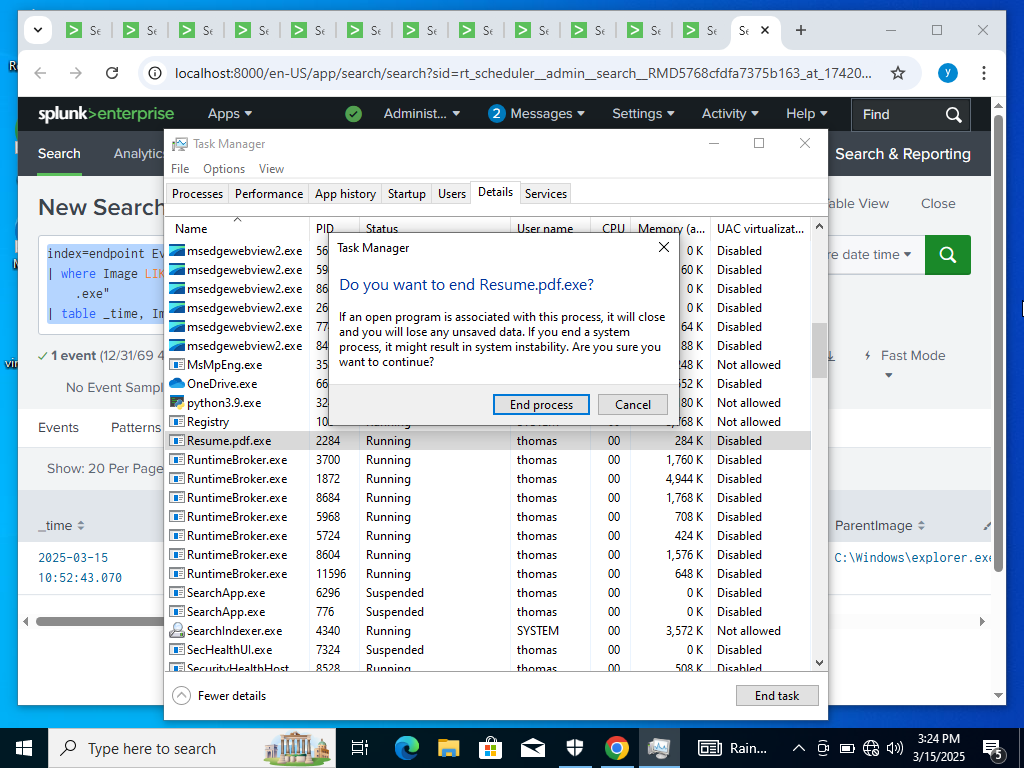 Se
Se
Se
Se
Se
Se
Se
Se
Se
Se
Se
Se
Se
localhost:8000/en-US/app/search/search?sid=rt_scheduler__admin__search__RMD5768cfdfa7375b163_at_17420...
y
splunk>enterprise
Apps
Administ...
2
Messages
Settings
Activity
Help
Find
Search
Analytic
Search & Reporting
New Search
Table View
Close
index=endpoint Ev
| where Image LIK
.exe"
| table _time, Im
re date time
1 event (12/31/69 4
Fast Mode
No Event Sampl
Events
Patterns
Show: 20 Per Page
_time
ParentImage
2025-03-15
10:52:43.070
C:\Windows\explorer.exe
Task Manager
File
Options
View
Processes
Performance
App history
Startup
Users
Details
Services
Name
PID
Status
User name
CPU
Memory (a...
UAC virtualizat...
msedgewebview2.exe 0 K Disabled
msedgewebview2.exe 59 60 K Disabled
msedgewebview2.exe 0 K Disabled
msedgewebview2.exe 0 K Disabled
msedgewebview2.exe 64 K Disabled
msedgewebview2.exe 84 88 K Disabled
MsMpEng.exe 35 248 K Not allowed
OneDrive.exe 66 Disabled
python3.9.exe 32 80 K Not allowed
Registry 108 768 K Not allowed
Resume.pdf.exe 2284 Running thomas 00 284 K Disabled
RuntimeBroker.exe 3700 Running thomas 00 1,760 K Disabled
RuntimeBroker.exe 1872 Running thomas 00 4,944 K Disabled
RuntimeBroker.exe 8684 Running thomas 00 1,768 K Disabled
RuntimeBroker.exe 5968 Running thomas 00 708 K Disabled
RuntimeBroker.exe 5724 Running thomas 00 424 K Disabled
RuntimeBroker.exe 8604 Running thomas 00 1,576 K Disabled
RuntimeBroker.exe 11596 Running thomas 00 648 K Disabled
SearchApp.exe 6296 Suspended thomas 00 0 K Disabled
SearchApp.exe 776 Suspended thomas 00 0 K Disabled
SearchIndexer.exe 4340 Running SYSTEM 00 3,572 K Not allowed
SecHealthUI.exe 7324 Suspended thomas 00 0 K Disabled
SecurityHealthHost 8528 Running thomas 00 508 K Disabled
Fewer details
End task
Task Manager
Do you want to end Resume.pdf.exe?
If an open program is associated with this process, it will close
and you will lose any unsaved data. If you end a system
process, it might result in system instability. Are you sure you
want to continue?
End process
Cancel
Type here to search
Rain...
3:24 PM
3/15/2025
5